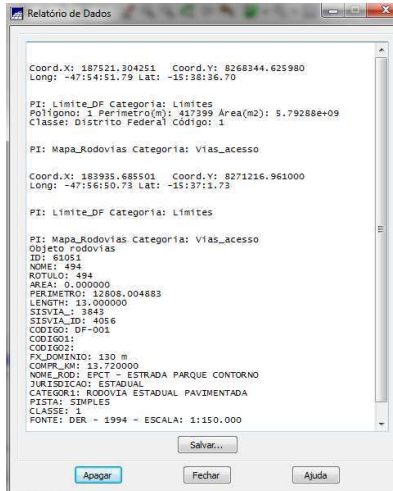 Relatório de Dados
Coord.X: 187521.304251 Coord.Y: 8268344.625980
Long: -47:54:51.79 Lat: -15:38:36.70
PI: Limite_DF Categoria: Limites
Polígono: 1 Perimetro(m): 417399 Área(m2): 5.79288e+09
Classe: Distrito Federal Código: 1
PI: Mapa_Rodovias Categoria: Vias_acesso
Coord.X: 183935.685501 Coord.Y: 8271216.961000
Long: -47:56:50.73 Lat: -15:37:1.73
PI: Limite_DF Categoria: Limites
PI: Mapa_Rodovias Categoria: Vias_acesso
Objeto rodovias
ID: 61051
NOME: 494
ROTULO: 494
AREA: 0.000000
PERIMETRO: 12808.004883
LENGTH: 13.000000
SISVIA_: 3843
SISVIA_ID: 4056
CODIGO: DF-001
CODIGO1:
CODIGO2:
FX_DOMINIO: 130 m
COMPR_KM: 13.720000
NOME_ROD: EPCT - ESTRADA PARQUE CONTORNO
JURISDICAO: ESTADUAL
CATEGOR1: RODOVIA ESTADUAL PAVIMENTADA
PISTA: SIMPLES
CLASSE: 1
FONTE: DER - 1994 - ESCALA: 1:150.000
Salvar...
Apagar
Fechar
Ajuda